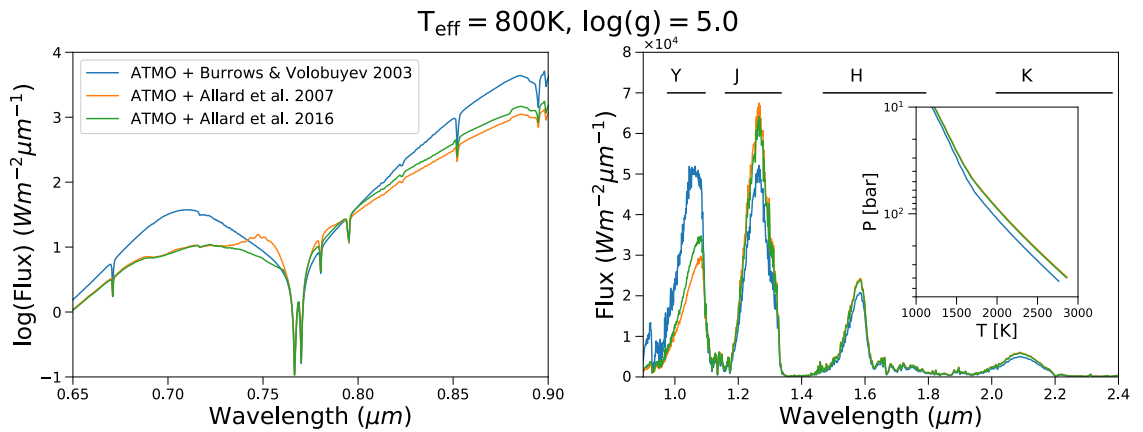 T_eff = 800K, log(g) = 5.0
log(Flux) (Wm⁻²μm⁻¹)
4
3
2
1
0
−1
ATMO + Burrows & Volobuyev 2003
ATMO + Allard et al. 2007
ATMO + Allard et al. 2016
0.65 0.70 0.75 0.80 0.85 0.90
Wavelength (μm)
×10⁴
Flux (Wm⁻²μm⁻¹)
8
7
6
5
4
3
2
1
0
Y J H K
P [bar]
10¹
10²
1000 1500 2000 2500 3000
T [K]
1.0 1.2 1.4 1.6 1.8 2.0 2.2 2.4
Wavelength (μm)